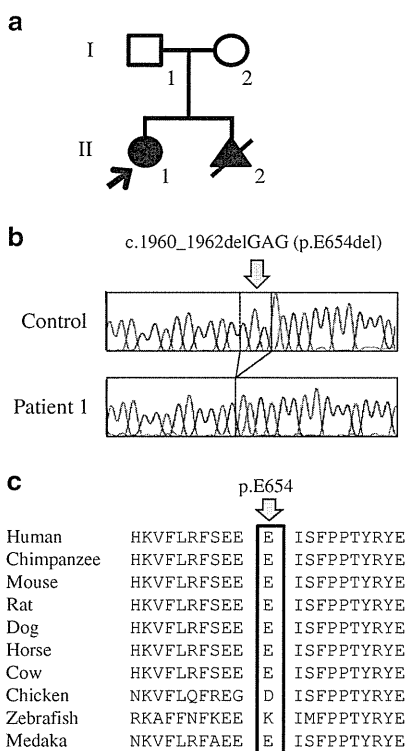 a
I
1
2
II
1
2
b
c.1960_1962delGAG (p.E654del)
Control
Patient 1
c
p.E654
Human HKVFLRFSEE E ISFPPTYRYE
Chimpanzee HKVFLRFSEE E ISFPPTYRYE
Mouse HKVFLRFSEE E ISFPPTYRYE
Rat HKVFLRFSEE E ISFPPTYRYE
Dog HKVFLRFSEE E ISFPPTYRYE
Horse HKVFLRFSEE E ISFPPTYRYE
Cow HKVFLRFSEE E ISFPPTYRYE
Chicken NKVFLQFREG D ISFPPTYRYE
Zebrafish RKAFFNFKEE K IMFPPTYRYE
Medaka NKVFLRFAEE E ISFPPTYRYE